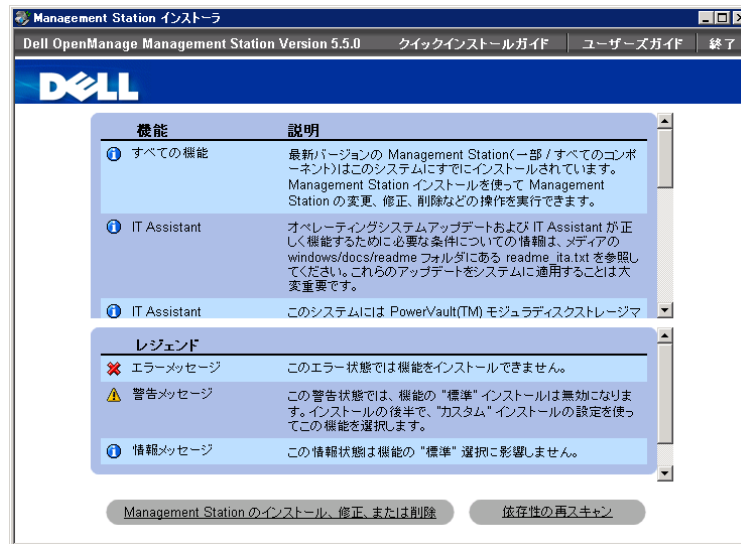 Management Station インストーラ
Dell OpenManage Management Station Version 5.5.0 クイックインストールガイド ユーザーズガイド 終了
DELL
機能 説明
すべての機能 最新バージョンの Management Station(一部 / すべてのコンポ
ーネント)はこのシステムにすでにインストールされています。
Management Station インストールを使って Management
Station の変更、修正、削除などの操作を実行できま
す。
IT Assistant オペレーティングシステムアップデートおよび IT Assistant が正
しく機能するために必要な条件についての情報は、メディアの
windows/docs/readme フォルダにある readme_ita.txt を参照し
てください。これらのアップデートをシステムに適用することは大
変重要です。
IT Assistant このシステムには PowerVault(TM) モジュラディスクストレージマ
レジェンド
エラーメッセージ このエラー状態では機能をインストールできません。
警告メッセージ この警告状態では、機能の "標準" インストールは無効になりま
す。インストールの後半で、"カスタム" インストールの設定を使っ
てこの機能を選択します。
情報メッセージ この情報状態は機能の "標準" 選択に影響しません。
Management Station のインストール、修正、または削除 依存性の再スキャン